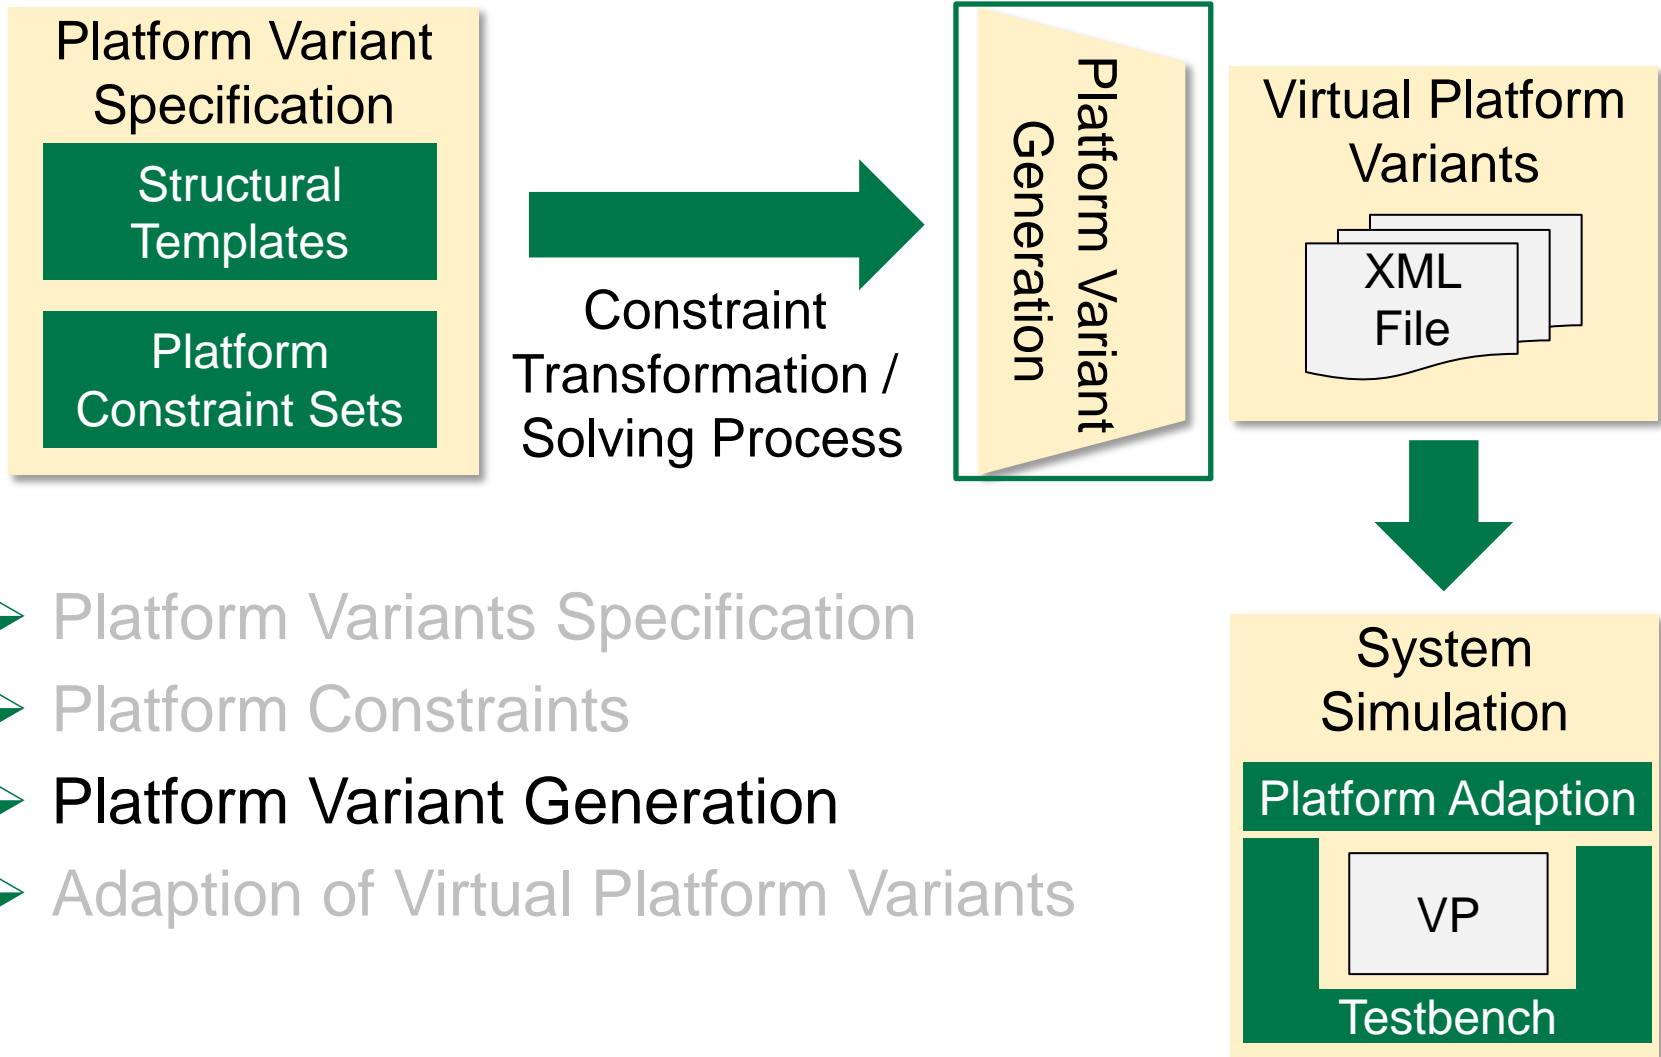 Platform Variant
Specification
Structural
Templates
Platform
Constraint Sets
Constraint
Transformation /
Solving Process
Platform Variant
Generation
Virtual Platform
Variants
XML
File
Platform Variants Specification
Platform Constraints
Platform Variant Generation
Adaption of Virtual Platform Variants
System
Simulation
Platform Adaption
VP
Testbench